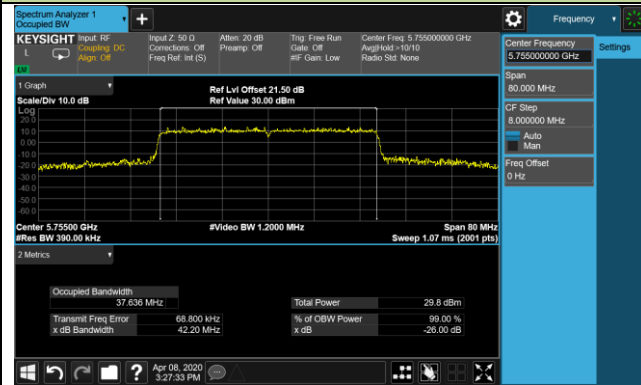 Spectrum Analyzer 1
Occupied BW
Frequency
KEYSIGHT
L
Input: RF
Coupling: DC
Align: Off
Input Z: 50 Ω
Corrections: Off
Freq Ref: Int (S)
Atten: 20 dB
Preamp: Off
Trig: Free Run
Gate: Off
#IF Gain: Low
Center Freq: 5.755000000 GHz
Avg|Hold:>10/10
Radio Std: None
Center Frequency
5.755000000 GHz
Settings
Span
80.000 MHz
CF Step
8.000000 MHz
Auto
Man
Freq Offset
0 Hz
1 Graph
Scale/Div 10.0 dB
Ref Lvl Offset 21.50 dB
Ref Value 30.00 dBm
Log
20.0
10.0
0.00
-10.0
-20.0
-30.0
-40.0
-50.0
-60.0
Center 5.75500 GHz
#Res BW 390.00 kHz
#Video BW 1.2000 MHz
Span 80 MHz
Sweep 1.07 ms (2001 pts)
2 Metrics
Occupied Bandwidth
37.636 MHz
Total Power 29.8 dBm
Transmit Freq Error 68.800 kHz
% of OBW Power 99.00 %
x dB Bandwidth 42.20 MHz
x dB -26.00 dB
?
Apr 08, 2020
3:27:33 PM